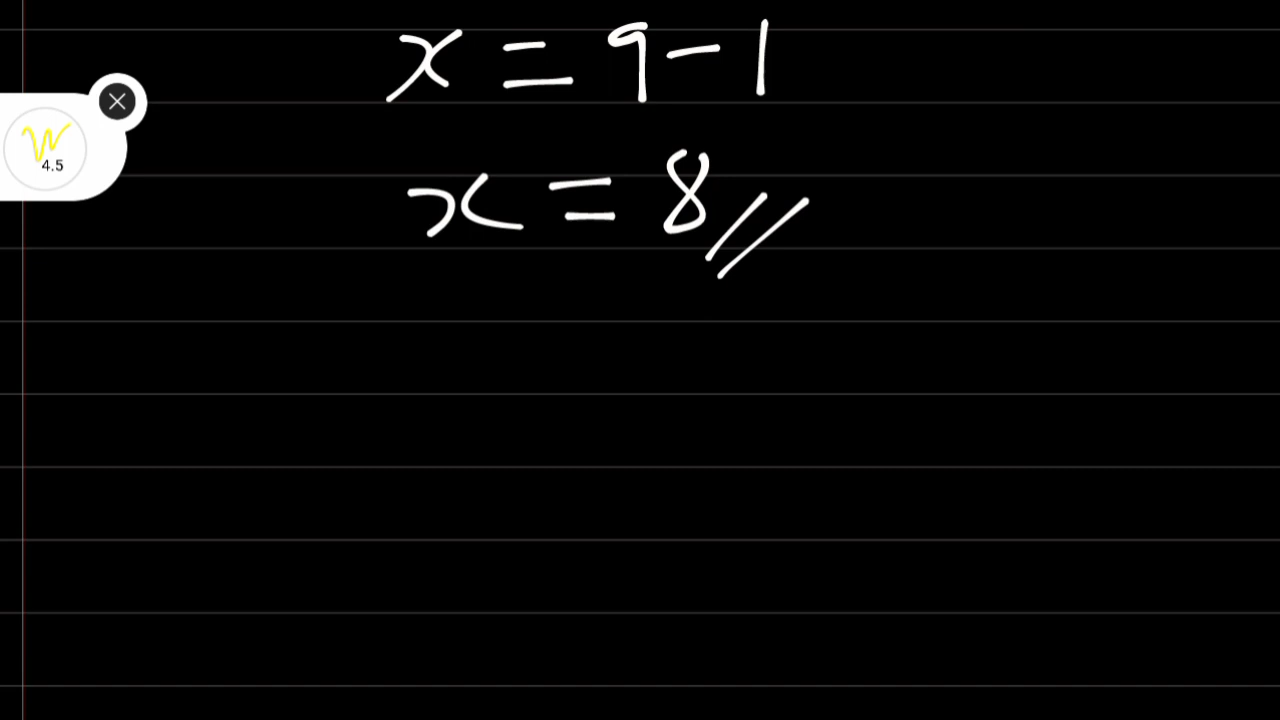 x = 9 - 1
W
4.5
x = 8//